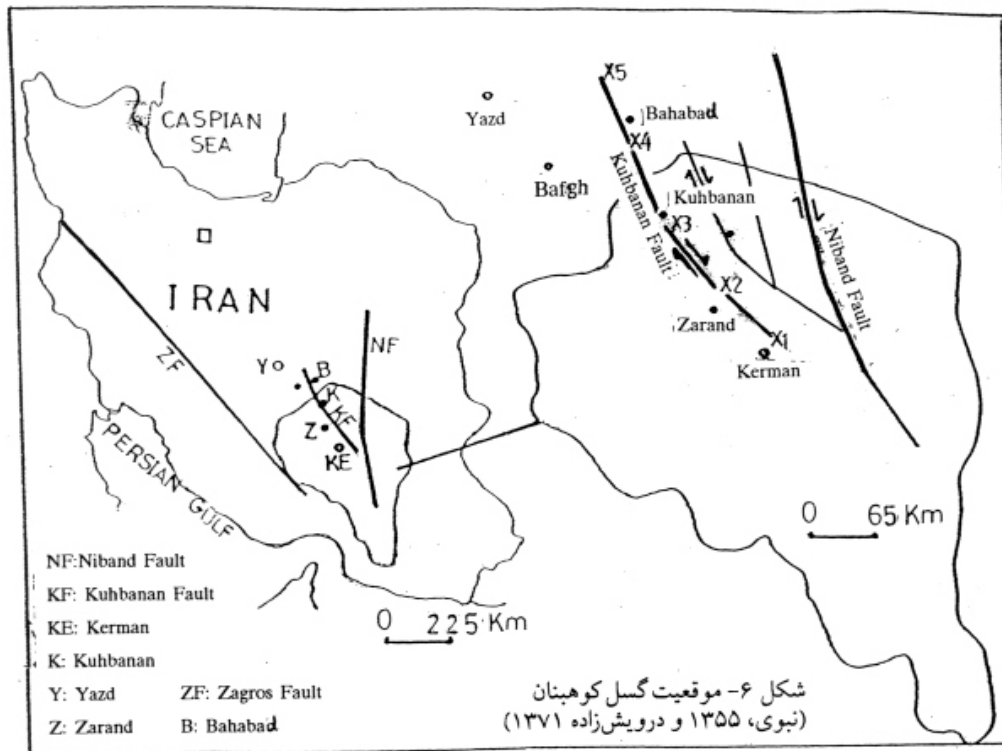 CASPIAN
SEA
IRAN
ZF
NF
Y
B
K
KF
Z
KE
PERSIAN GULF
Yazd
Bafgh
X5
Bahabad
X4
Kuhbanan
X3
Kuhbanan Fault
X2
Zarand
X1
Kerman
Niband Fault
0 65 Km
0 225 Km
NF:Niband Fault
KF: Kuhbanan Fault
KE: Kerman
K: Kuhbanan
Y: Yazd ZF: Zagros Fault
Z: Zarand B: Bahabad
شکل ۶- موقعیت گسل کوهبنان
(نبوی، ۱۳۵۵ و درویش‌زاده ۱۳۷۱)